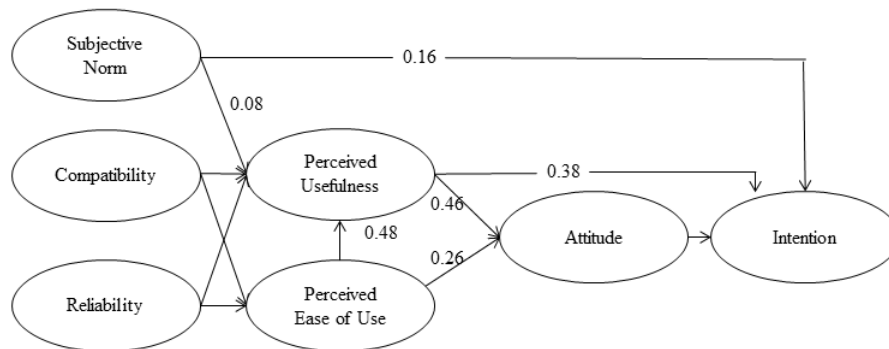 Subjective
Norm
0.16
0.08
Compatibility
Perceived
Usefulness
0.38
0.46
Attitude
Intention
0.48
0.26
Reliability
Perceived
Ease of Use